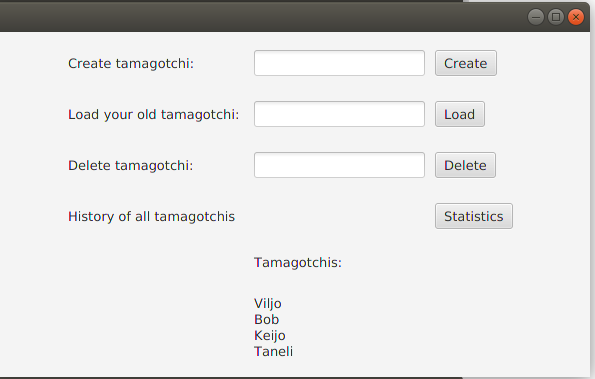 Create tamagotchi:
Create
Load your old tamagotchi:
Load
Delete tamagotchi:
Delete
History of all tamagotchis
Statistics
Tamagotchis:
Viljo
Bob
Keijo
Taneli